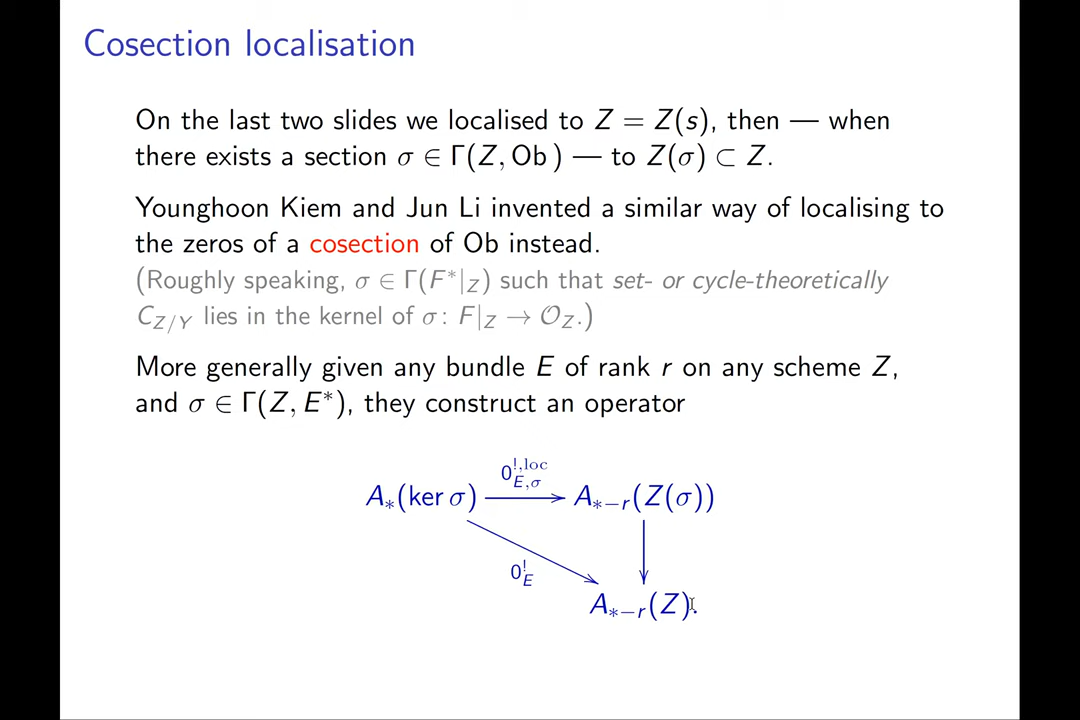 Cosection localisation
On the last two slides we localised to Z = Z(s), then — when
there exists a section σ ∈ Γ(Z, Ob) — to Z(σ) ⊂ Z.
Younghoon Kiem and Jun Li invented a similar way of localising to
the zeros of a cosection of Ob instead.
(Roughly speaking, σ ∈ Γ(F*|_Z) such that set- or cycle-theoretically
C_{Z/Y} lies in the kernel of σ: F|_Z → 𝒪_Z.)
More generally given any bundle E of rank r on any scheme Z,
and σ ∈ Γ(Z, E*), they construct an operator
A_*(ker σ) 0^{!,loc}_{E,σ} → A_{*−r}(Z(σ))
0^!_E
A_{*−r}(Z).